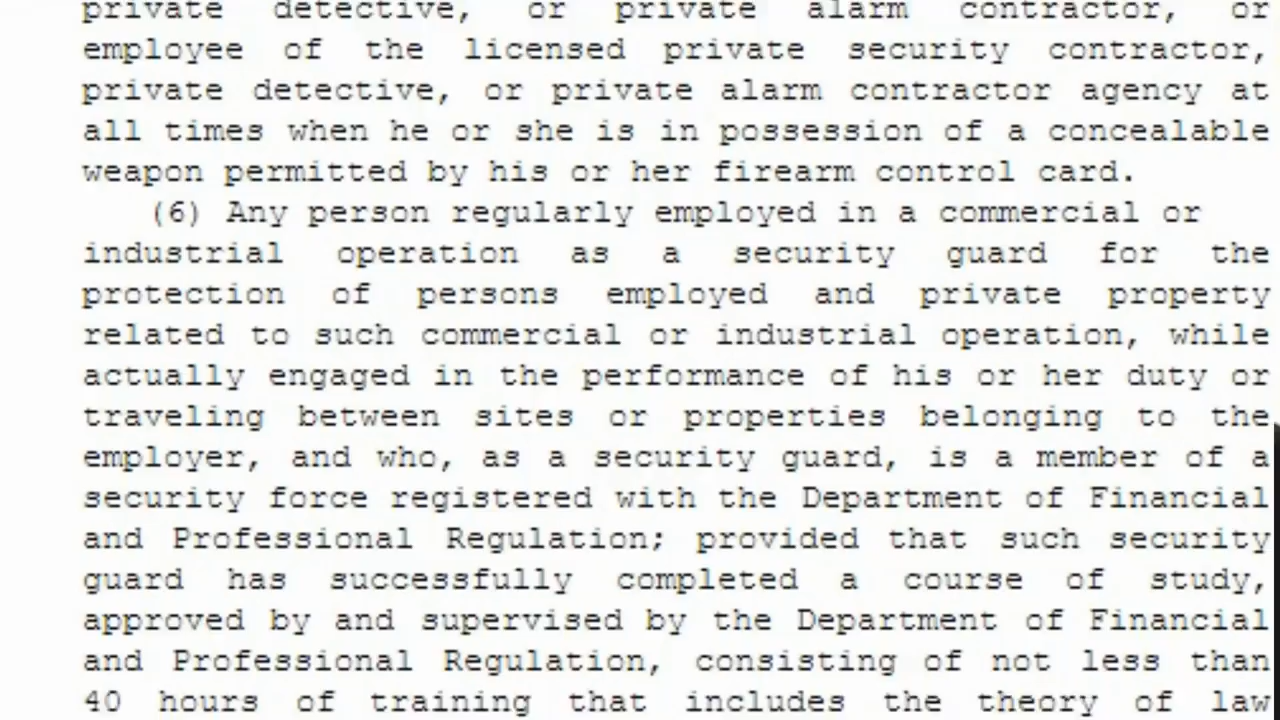 private detective, or private alarm contractor, or
employee of the licensed private security contractor,
private detective, or private alarm contractor agency at
all times when he or she is in possession of a concealable
weapon permitted by his or her firearm control card.
(6) Any person regularly employed in a commercial or
industrial operation as a security guard for the
protection of persons employed and private property
related to such commercial or industrial operation, while
actually engaged in the performance of his or her duty or
traveling between sites or properties belonging to the
employer, and who, as a security guard, is a member of a
security force registered with the Department of Financial
and Professional Regulation; provided that such security
guard has successfully completed a course of study,
approved by and supervised by the Department of Financial
and Professional Regulation, consisting of not less than
40 hours of training that includes the theory of law